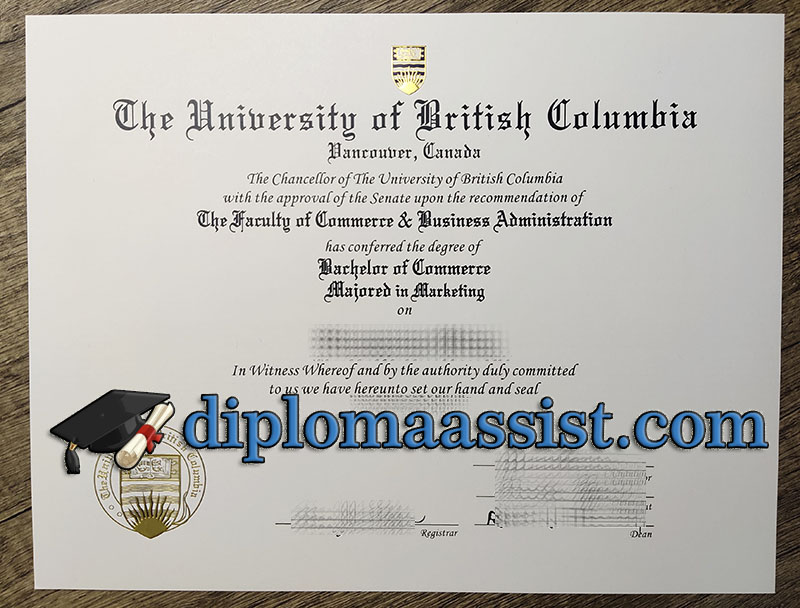 The University of British Columbia
Vancouver, Canada
The Chancellor of The University of British Columbia
with the approval of the Senate upon the recommendation of
The Faculty of Commerce & Business Administration
has conferred the degree of
Bachelor of Commerce
Majored in Marketing
on
In Witness Whereof and by the authority duly committed
to us we have hereunto set our hand and seal
diplomaassist.com
Registrar
Dean